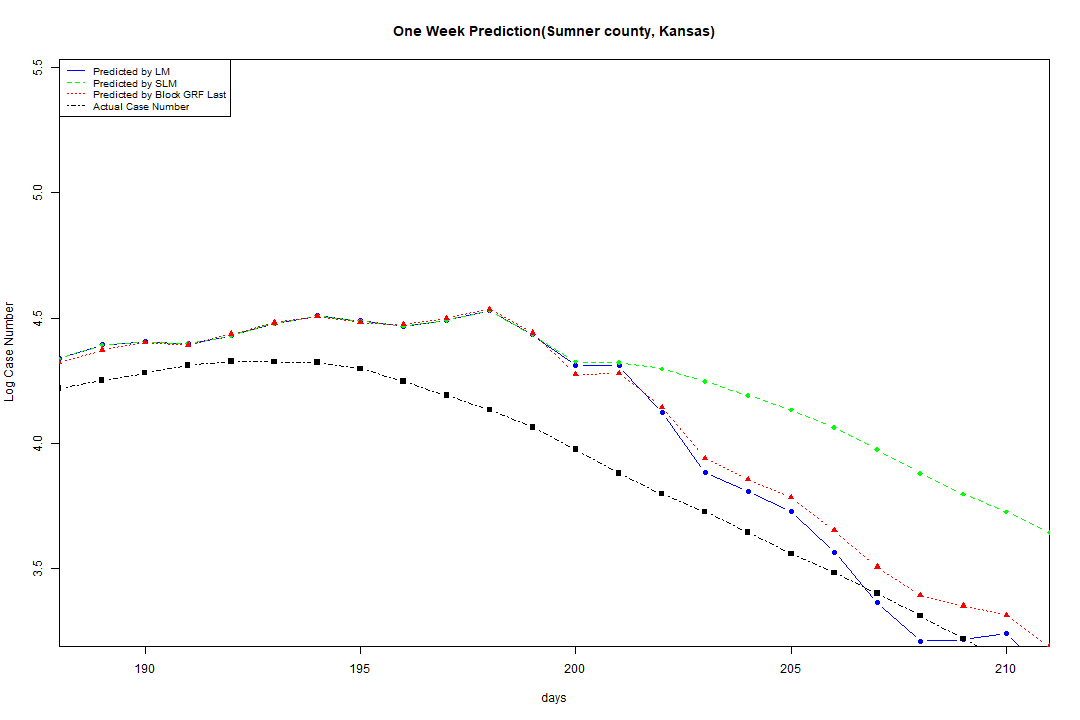 One Week Prediction(Sumner county, Kansas)
Predicted by LM
Predicted by SLM
Predicted by Block GRF Last
Actual Case Number
5.5
5.0
4.5
4.0
3.5
Log Case Number
190
195
200
205
210
days